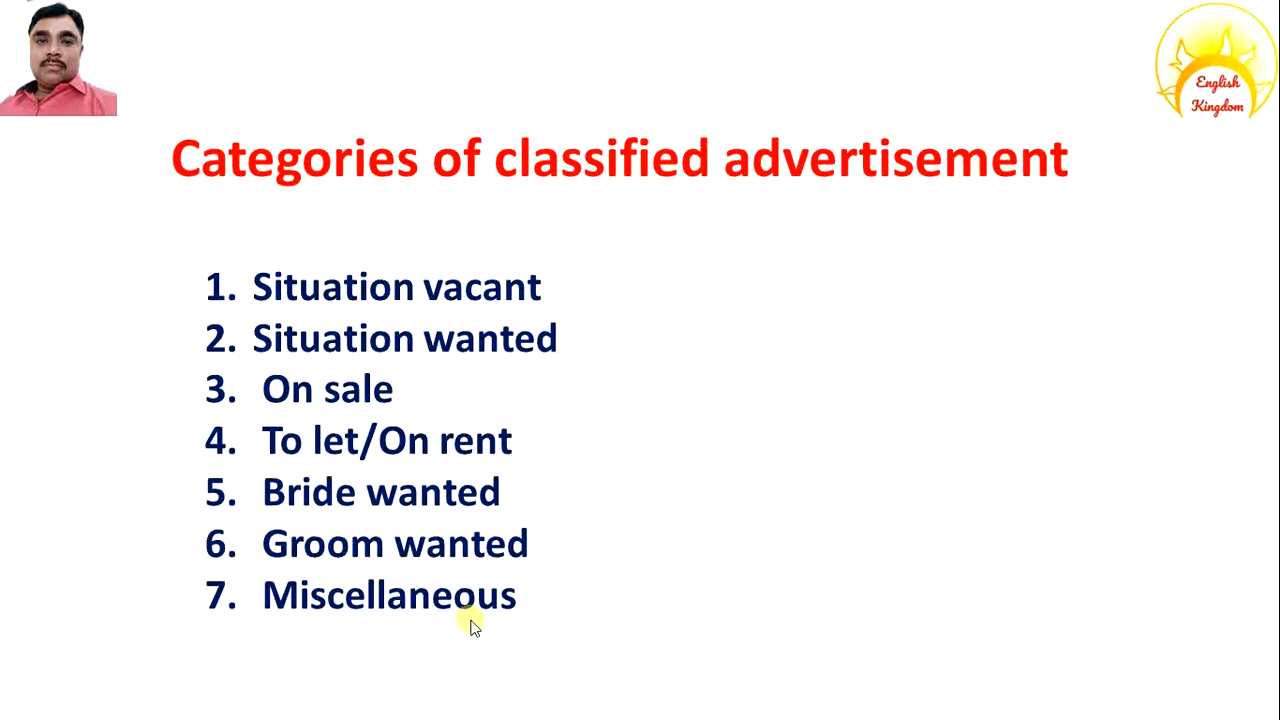 English
Kingdom
Categories of classified advertisement
1. Situation vacant
2. Situation wanted
3. On sale
4. To let/On rent
5. Bride wanted
6. Groom wanted
7. Miscellaneous